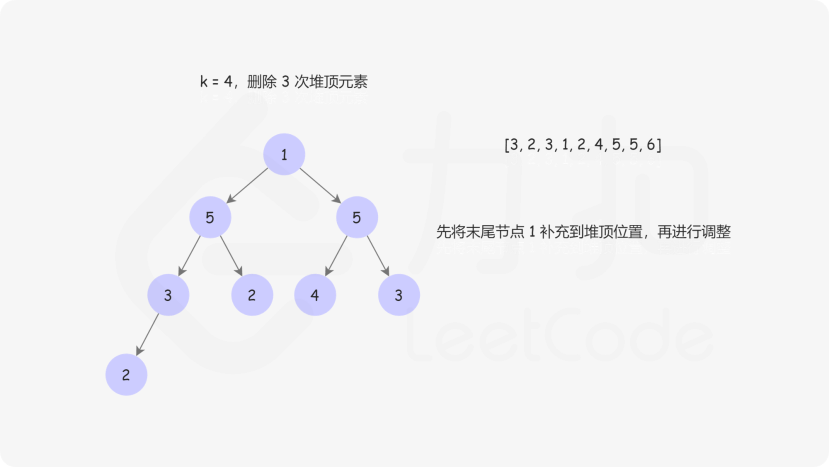 k = 4，删除 3 次堆顶元素
[3, 2, 3, 1, 2, 4, 5, 5, 6]
1
5
5
先将末尾节点 1 补充到堆顶位置，再进行调整
3
2
4
3
2
力扣
LeetCode